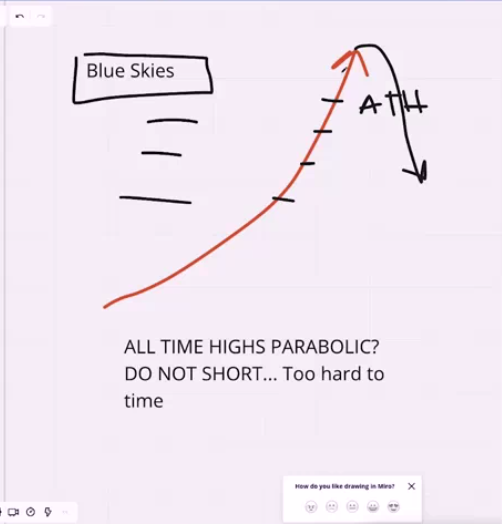 Blue Skies
ATH
ALL TIME HIGHS PARABOLIC?
DO NOT SHORT... Too hard to
time
How do you like drawing in Miro?